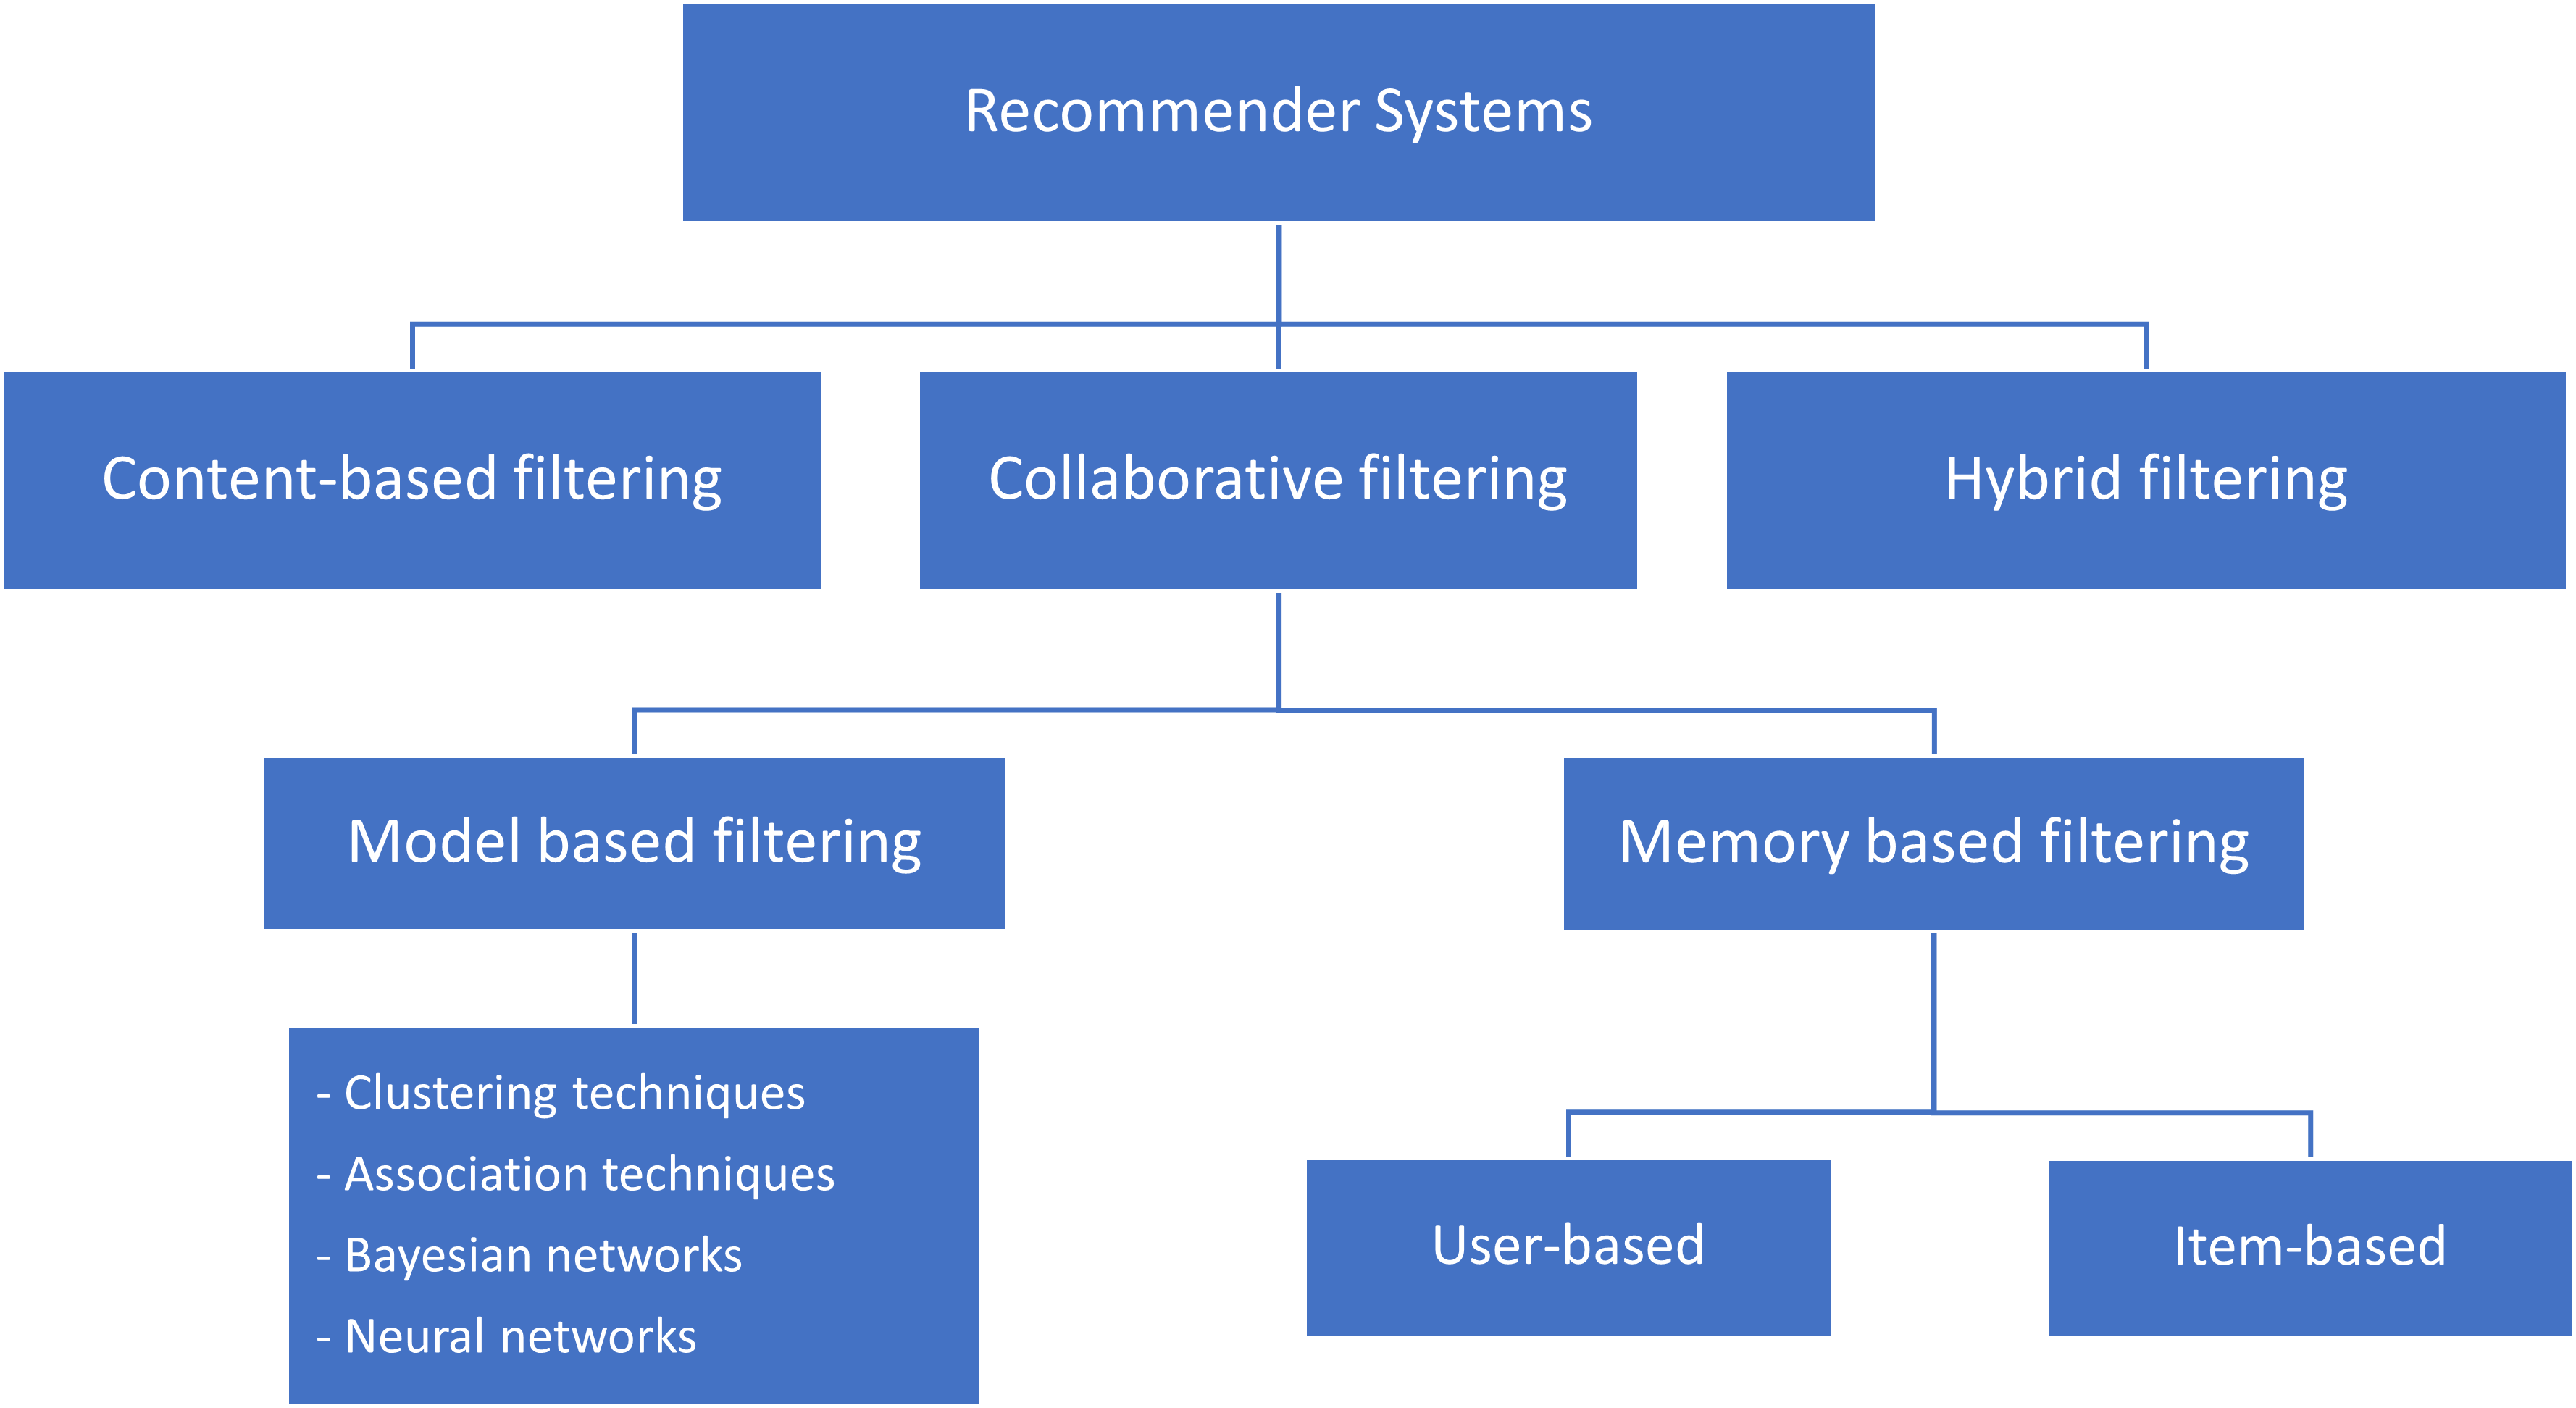 Recommender Systems
Content-based filtering
Collaborative filtering
Hybrid filtering
Model based filtering
Memory based filtering
- Clustering techniques
- Association techniques
- Bayesian networks
- Neural networks
User-based
Item-based